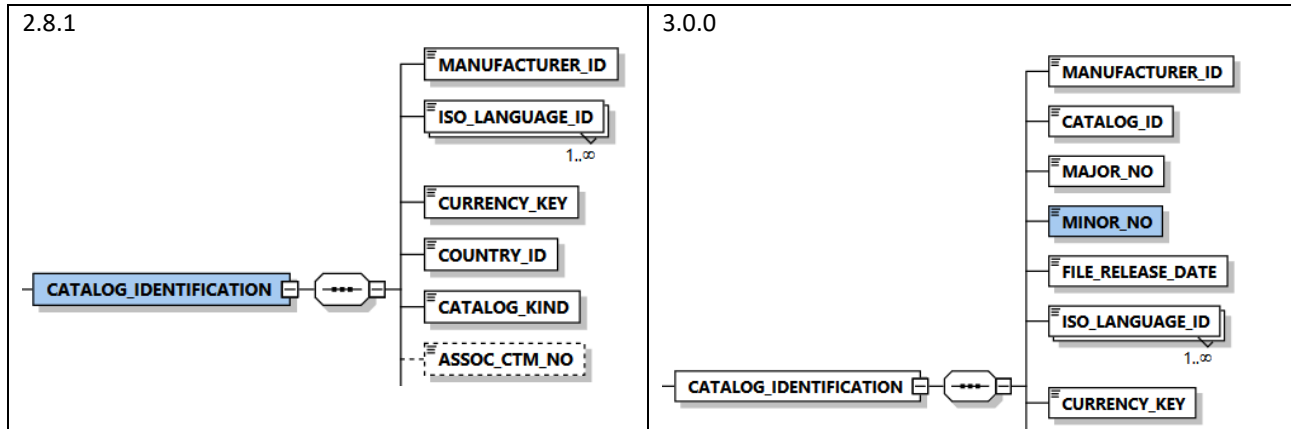 2.8.1
MANUFACTURER_ID
ISO_LANGUAGE_ID
1..∞
CURRENCY_KEY
COUNTRY_ID
CATALOG_IDENTIFICATION
CATALOG_KIND
ASSOC_CTM_NO
3.0.0
MANUFACTURER_ID
CATALOG_ID
MAJOR_NO
MINOR_NO
FILE_RELEASE_DATE
ISO_LANGUAGE_ID
1..∞
CATALOG_IDENTIFICATION
CURRENCY_KEY